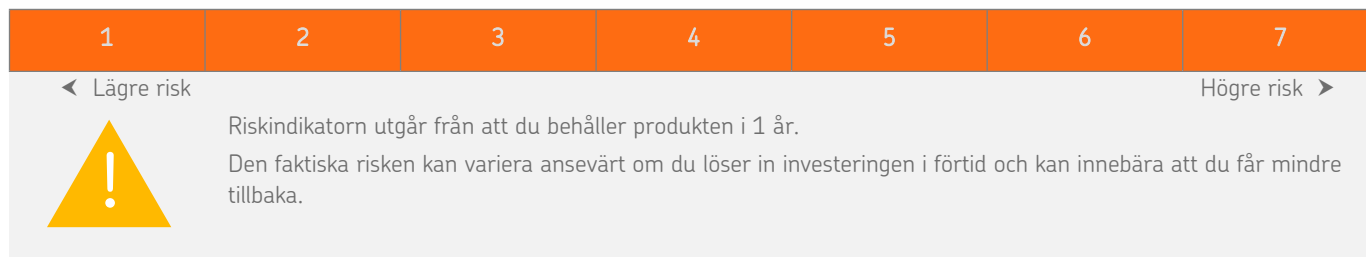 1 2 3 4 5 6 7
Lägre risk Högre risk
Riskindikatorn utgår från att du behåller produkten i 1 år.
Den faktiska risken kan variera ansevärt om du löser in investeringen i förtid och kan innebära att du får mindre
tillbaka.